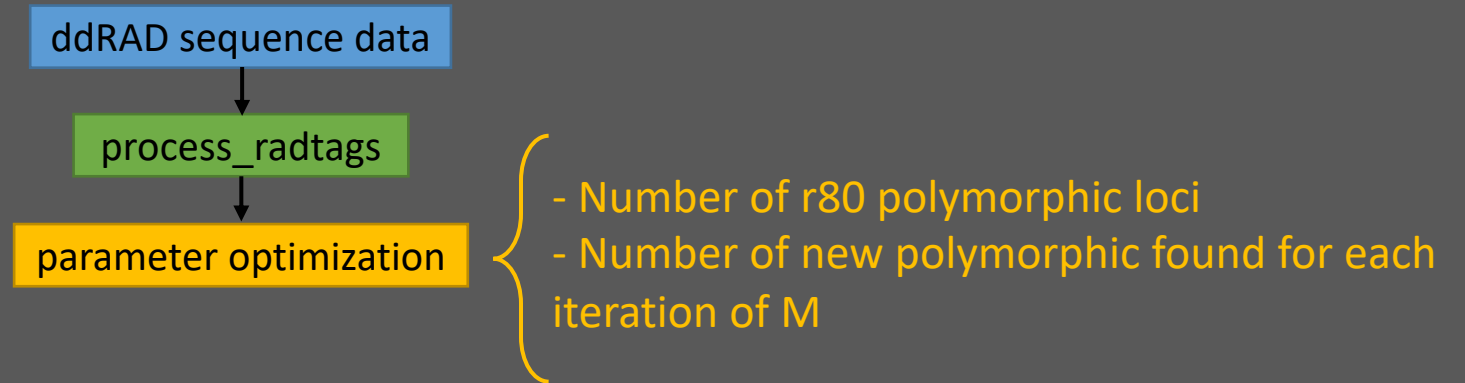 ddRAD sequence data
process_radtags
parameter optimization
- Number of r80 polymorphic loci
- Number of new polymorphic found for each
iteration of M